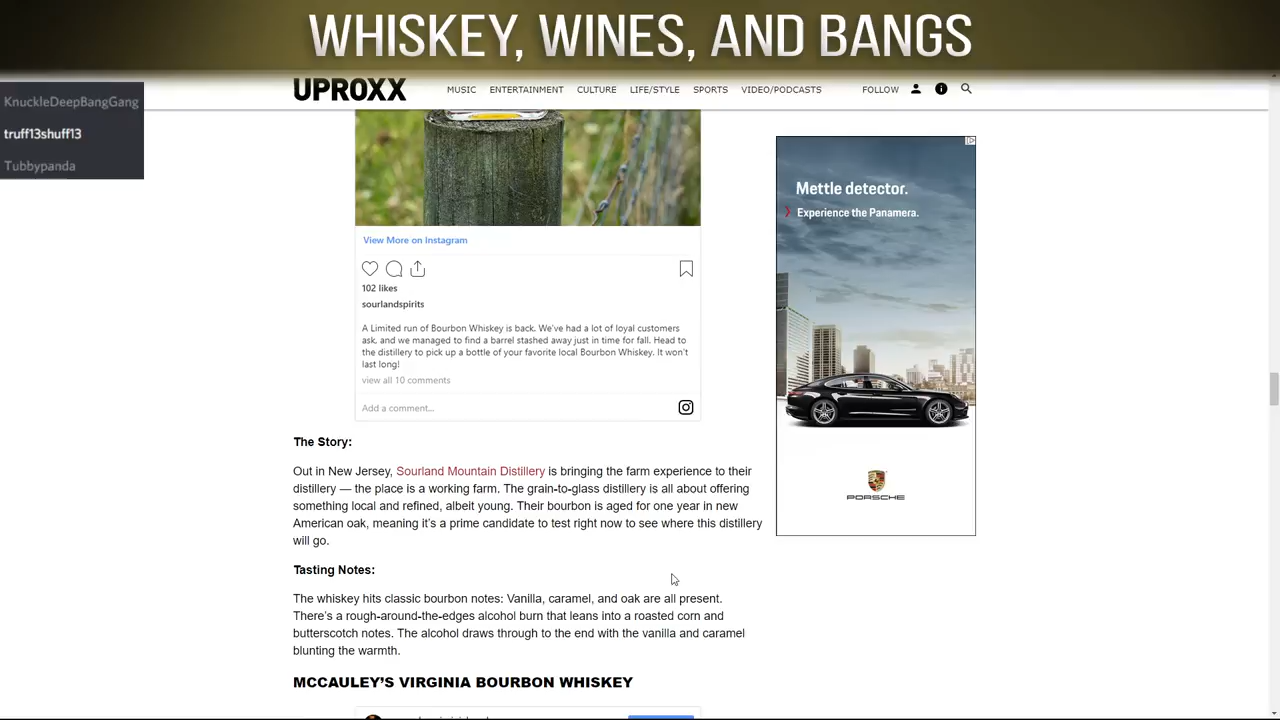 WHISKEY, WINES, AND BANGS
UPROXX
MUSIC ENTERTAINMENT CULTURE LIFE/STYLE SPORTS VIDEO/PODCASTS FOLLOW
KnuckleDeepBangGang
truff13shuff13
Tubbypanda
Mettle detector.
Experience the Panamera.
PORSCHE
View More on Instagram
102 likes
sourlandspirits
A Limited run of Bourbon Whiskey is back. We've had a lot of loyal customers
ask, and we managed to find a barrel stashed away just in time for fall. Head to
the distillery to pick up a bottle of your favorite local Bourbon Whiskey. It won't
last long!
view all 10 comments
Add a comment...
The Story:
Out in New Jersey, Sourland Mountain Distillery is bringing the farm experience to their
distillery — the place is a working farm. The grain-to-glass distillery is all about offering
something local and refined, albeit young. Their bourbon is aged for one year in new
American oak, meaning it's a prime candidate to test right now to see where this distillery
will go.
Tasting Notes:
The whiskey hits classic bourbon notes: Vanilla, caramel, and oak are all present.
There's a rough-around-the-edges alcohol burn that leans into a roasted corn and
butterscotch notes. The alcohol draws through to the end with the vanilla and caramel
blunting the warmth.
MCCAULEY'S VIRGINIA BOURBON WHISKEY